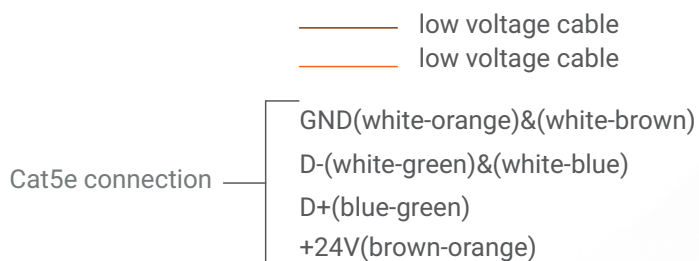 low voltage cable
low voltage cable
GND(white-orange)&(white-brown)
D-(white-green)&(white-blue)
Cat5e connection
D+(blue-green)
+24V(brown-orange)